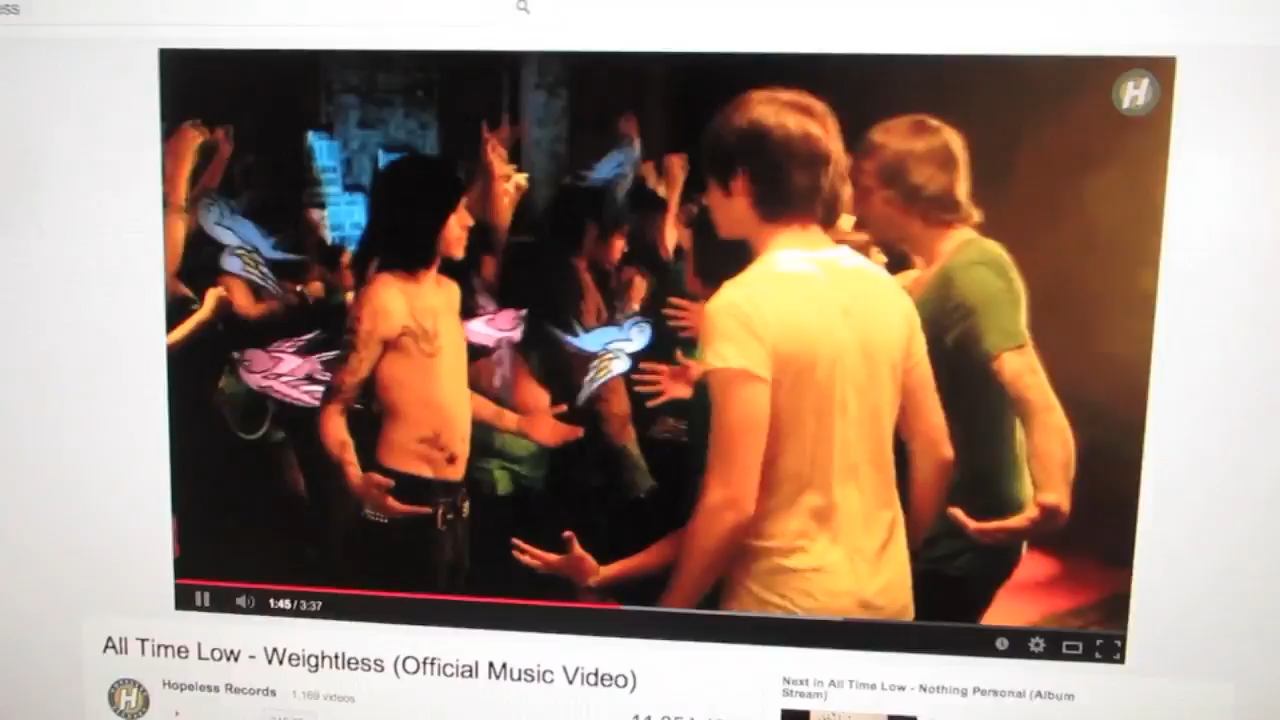 ess
H
1:45 / 3:37
All Time Low - Weightless (Official Music Video)
H
Hopeless Records
1,169 videos
Next in All Time Low - Nothing Personal (Album
Stream)